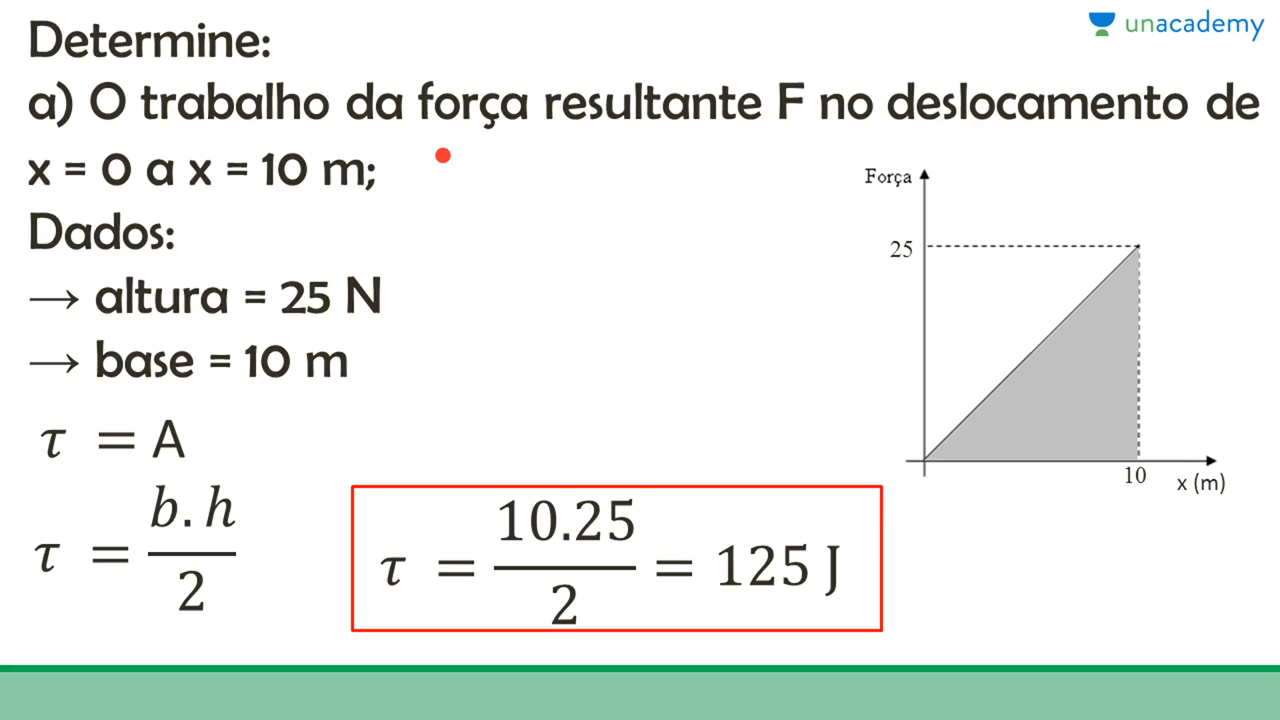 Determine:
unacademy
a) O trabalho da força resultante F no deslocamento de
x = 0 a x = 10 m;
Dados:
→ altura = 25 N
→ base = 10 m
τ = A
τ = b.h / 2
τ = 10.25 / 2 = 125 J
Força
25
10
x (m)